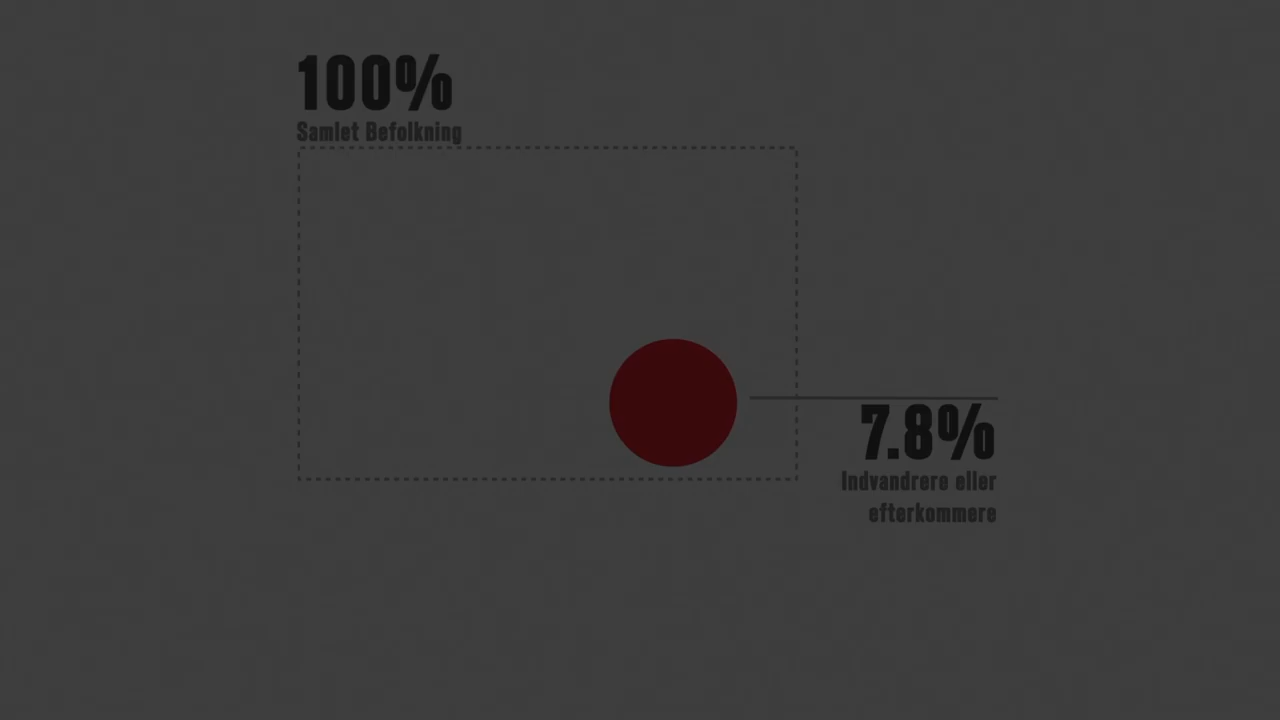 100%
Samlet Befolkning
7.8%
Indvandrere eller
efterkommere